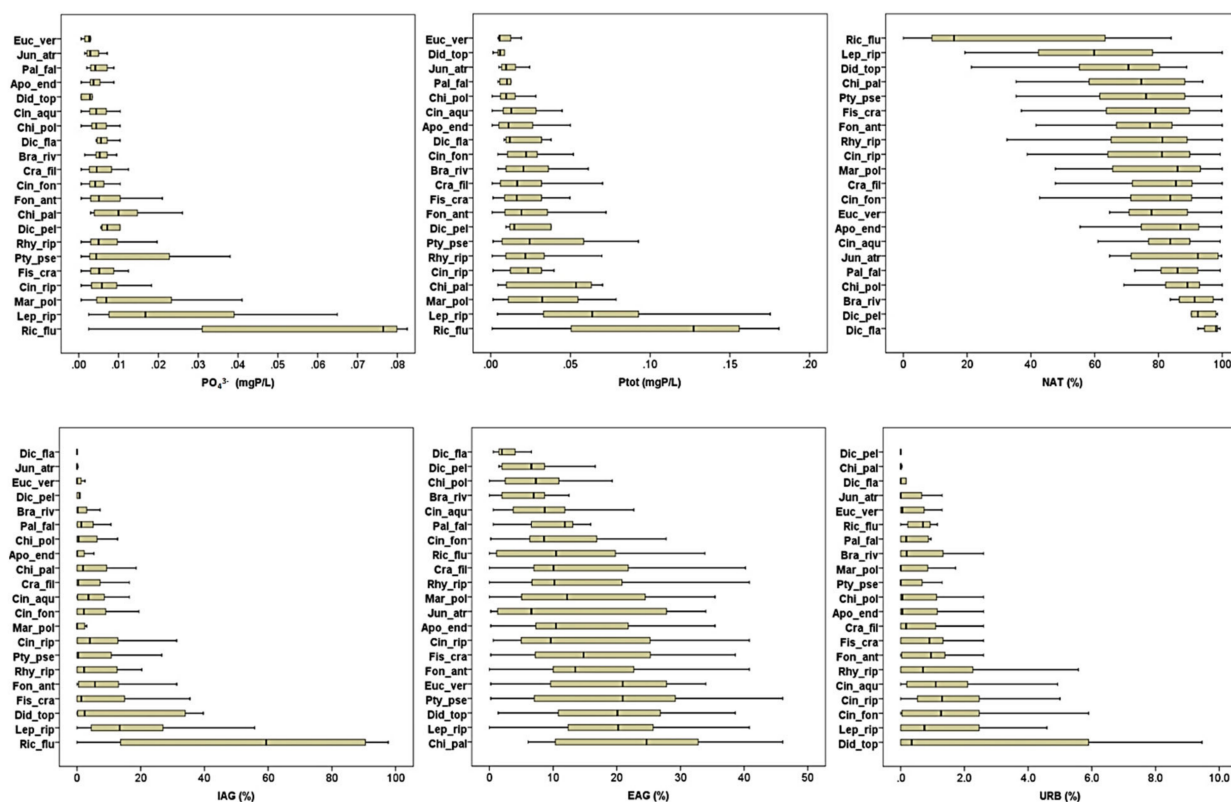 Euc_ver
Jun_atr
Pal_fal
Apo_end
Did_top
Cin_aqu
Chi_pol
Dic_fla
Bra_riv
Cra_fil
Cin_fon
Fon_ant
Chi_pal
Dic_pel
Rhy_rip
Pty_pse
Fis_cra
Cin_rip
Mar_pol
Lep_rip
Ric_flu
.00 .01 .02 .03 .04 .05 .06 .07 .08
PO₄³⁻ (mgP/L)
Euc_ver
Did_top
Jun_atr
Pal_fal
Chi_pol
Cin_aqu
Apo_end
Dic_fla
Cin_fon
Bra_riv
Cra_fil
Fis_cra
Fon_ant
Dic_pel
Pty_pse
Rhy_rip
Cin_rip
Chi_pal
Mar_pol
Lep_rip
Ric_flu
.00 .05 .10 .15 .20
Ptot (mgP/L)
Ric_flu
Lep_rip
Did_top
Chi_pal
Pty_pse
Fis_cra
Fon_ant
Rhy_rip
Cin_rip
Mar_pol
Cra_fil
Cin_fon
Euc_ver
Apo_end
Cin_aqu
Jun_atr
Pal_fal
Chi_pol
Bra_riv
Dic_pel
Dic_fla
0 20 40 60 80 100
NAT (%)
Dic_fla
Jun_atr
Euc_ver
Dic_pel
Bra_riv
Pal_fal
Chi_pol
Apo_end
Chi_pal
Cra_fil
Cin_aqu
Cin_fon
Mar_pol
Cin_rip
Pty_pse
Rhy_rip
Fon_ant
Fis_cra
Did_top
Lep_rip
Ric_flu
0 20 40 60 80 100
IAG (%)
Dic_fla
Dic_pel
Chi_pol
Bra_riv
Cin_aqu
Pal_fal
Cin_fon
Ric_flu
Cra_fil
Rhy_rip
Mar_pol
Jun_atr
Apo_end
Cin_rip
Fis_cra
Fon_ant
Euc_ver
Pty_pse
Did_top
Lep_rip
Chi_pal
0 10 20 30 40 50
EAG (%)
Dic_pel
Chi_pal
Dic_fla
Jun_atr
Euc_ver
Ric_flu
Pal_fal
Bra_riv
Mar_pol
Pty_pse
Chi_pol
Apo_end
Cra_fil
Fis_cra
Fon_ant
Rhy_rip
Cin_aqu
Cin_rip
Cin_fon
Lep_rip
Did_top
.0 2.0 4.0 6.0 8.0 10.0
URB (%)